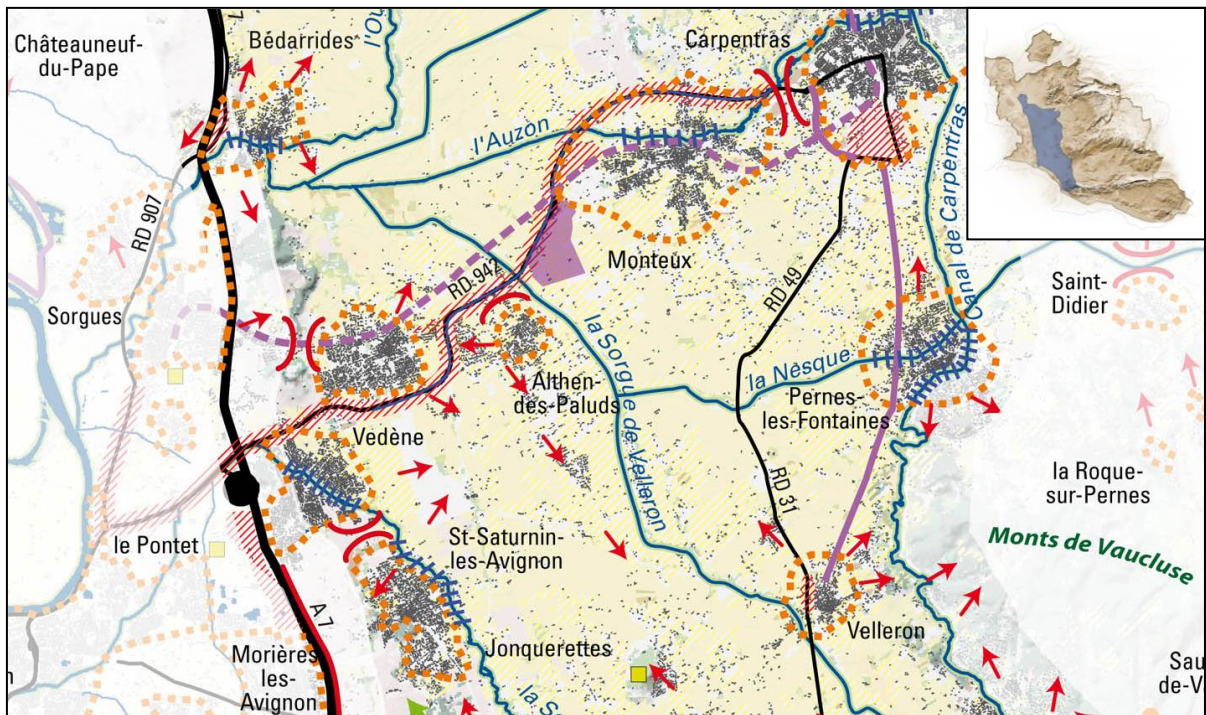 Châteauneuf-
du-Pape
Bédarrides
l'Ou
Carpentras
7
l'Auzon
RD 907
Canal de Carpentras
Sorgues
RD 942
Monteux
RD 49
Saint-
Didier
la Sorgue de Velleron
la Nesque
Althen-
des-Paluds
Pernes-
les-Fontaines
Vedène
la Roque-
sur-Pernes
RD 31
le Pontet
St-Saturnin-
les-Avignon
Monts de Vaucluse
A 7
Velleron
Jonquerettes
Morières
les-
Avignon
n
la S
Sau
de-V